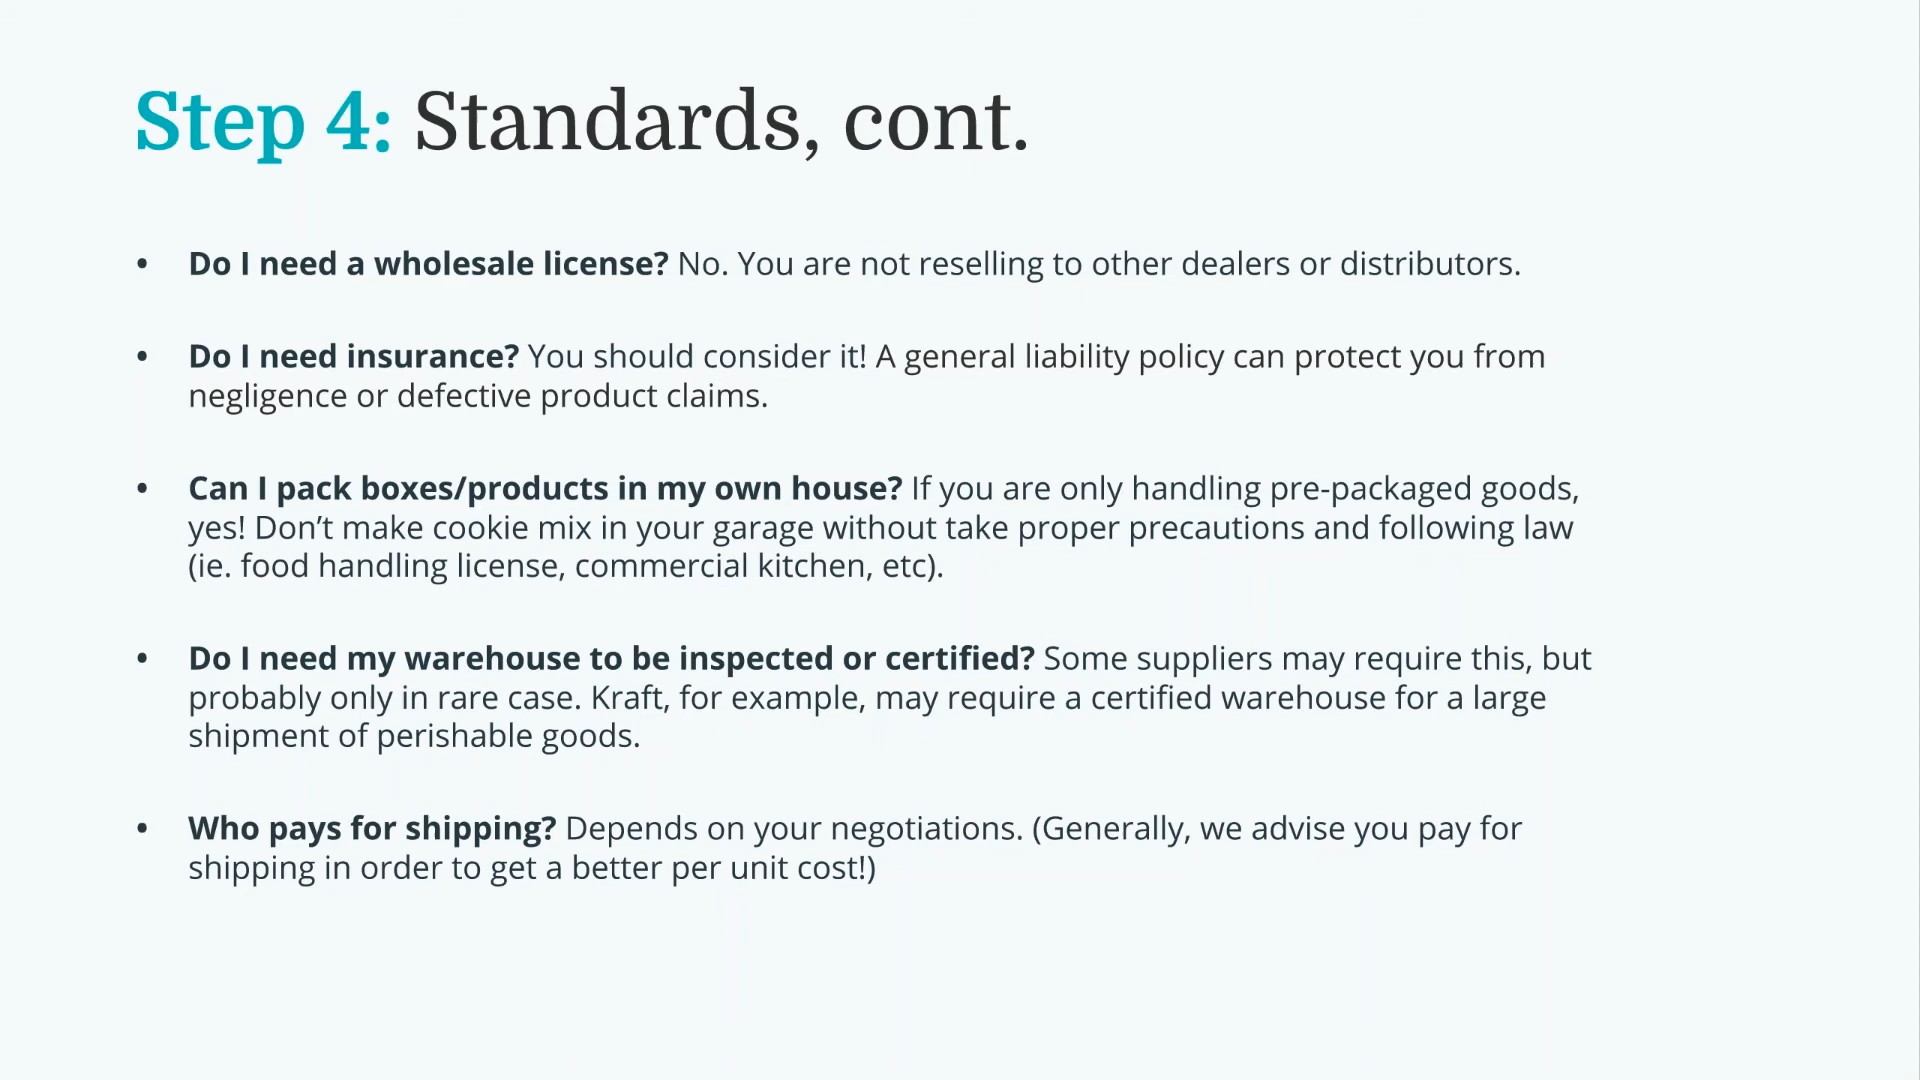 Step 4: Standards, cont.
• Do I need a wholesale license? No. You are not reselling to other dealers or distributors.
• Do I need insurance? You should consider it! A general liability policy can protect you from
negligence or defective product claims.
• Can I pack boxes/products in my own house? If you are only handling pre-packaged goods,
yes! Don’t make cookie mix in your garage without take proper precautions and following law
(ie. food handling license, commercial kitchen, etc).
• Do I need my warehouse to be inspected or certified? Some suppliers may require this, but
probably only in rare case. Kraft, for example, may require a certified warehouse for a large
shipment of perishable goods.
• Who pays for shipping? Depends on your negotiations. (Generally, we advise you pay for
shipping in order to get a better per unit cost!)